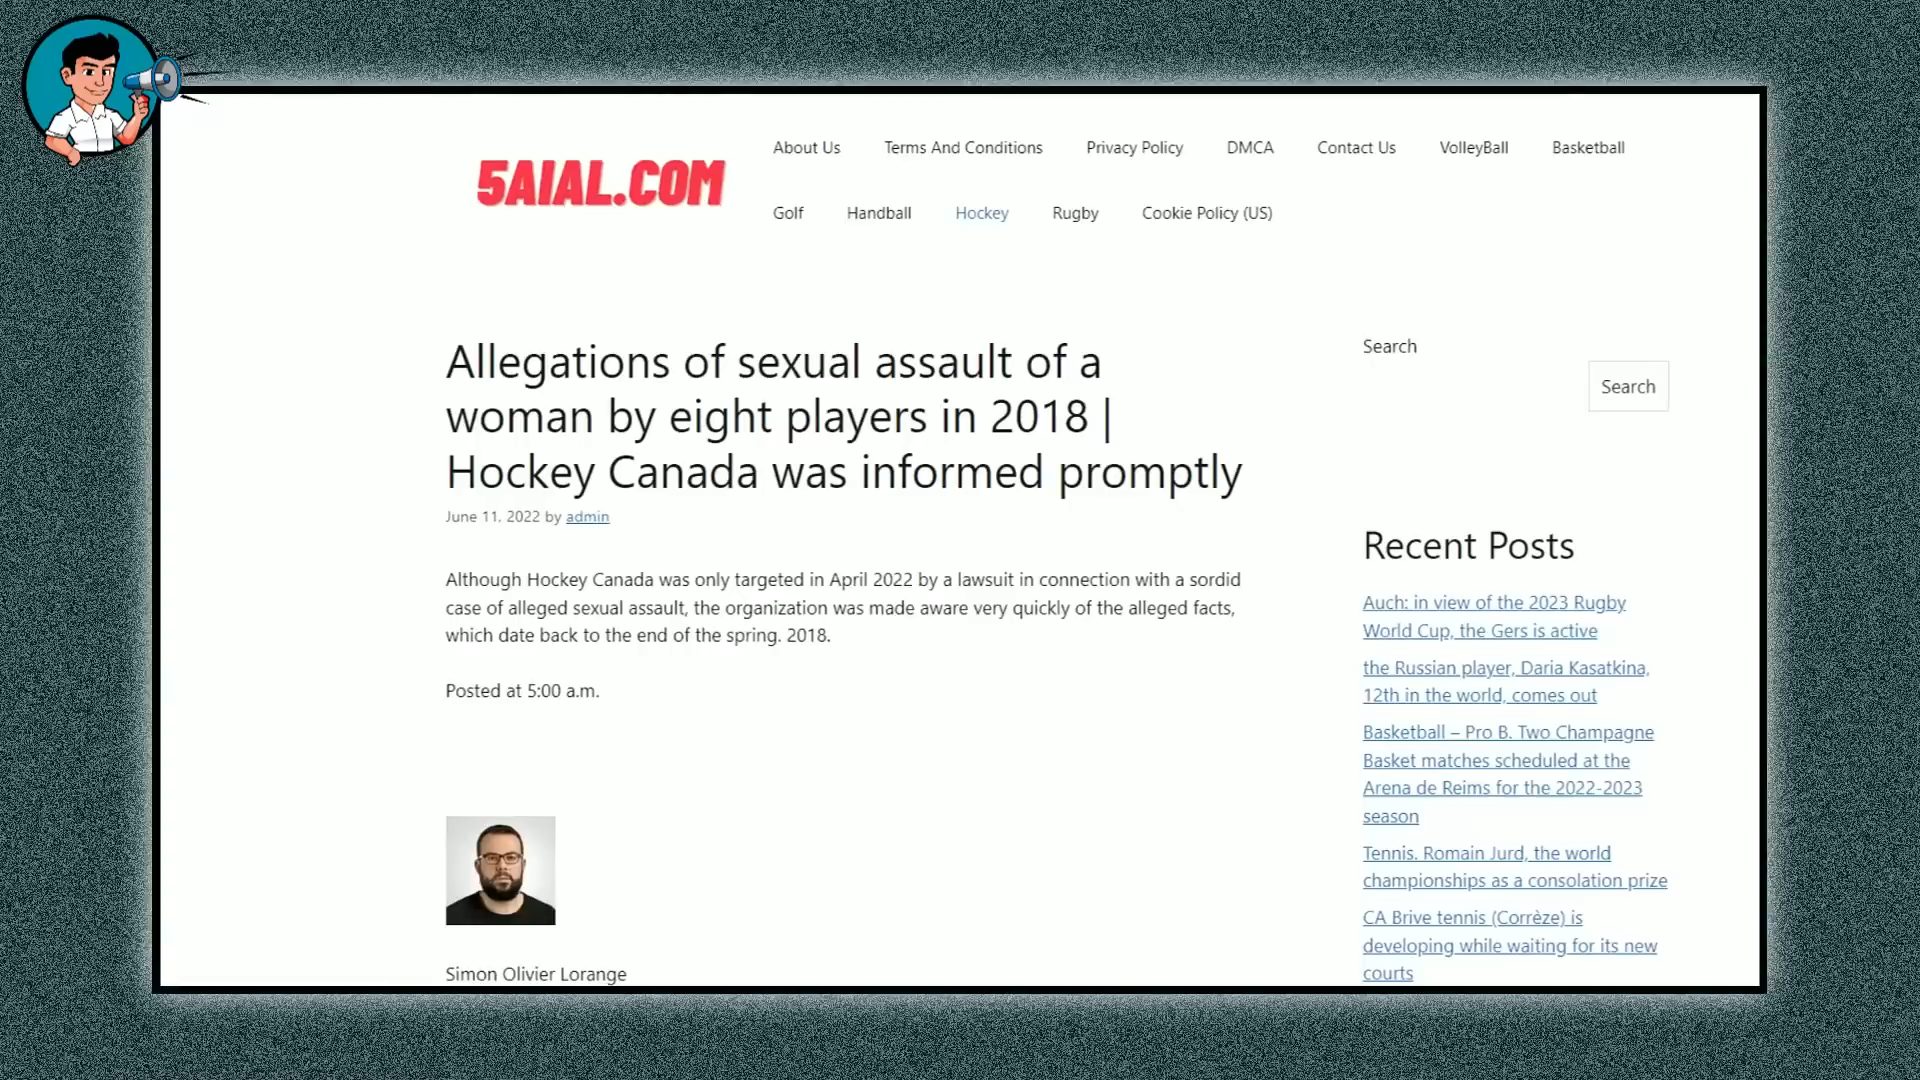 About Us
Terms And Conditions
Privacy Policy
DMCA
Contact Us
VolleyBall
Basketball
5AIAL.COM
Golf
Handball
Hockey
Rugby
Cookie Policy (US)
Allegations of sexual assault of a
woman by eight players in 2018 |
Hockey Canada was informed promptly
June 11, 2022 by admin
Although Hockey Canada was only targeted in April 2022 by a lawsuit in connection with a sordid
case of alleged sexual assault, the organization was made aware very quickly of the alleged facts,
which date back to the end of the spring. 2018.
Posted at 5:00 a.m.
Simon Olivier Lorange
Search
Search
Recent Posts
Auch: in view of the 2023 Rugby
World Cup, the Gers is active
the Russian player, Daria Kasatkina,
12th in the world, comes out
Basketball – Pro B. Two Champagne
Basket matches scheduled at the
Arena de Reims for the 2022-2023
season
Tennis. Romain Jurd, the world
championships as a consolation prize
CA Brive tennis (Corrèze) is
developing while waiting for its new
courts